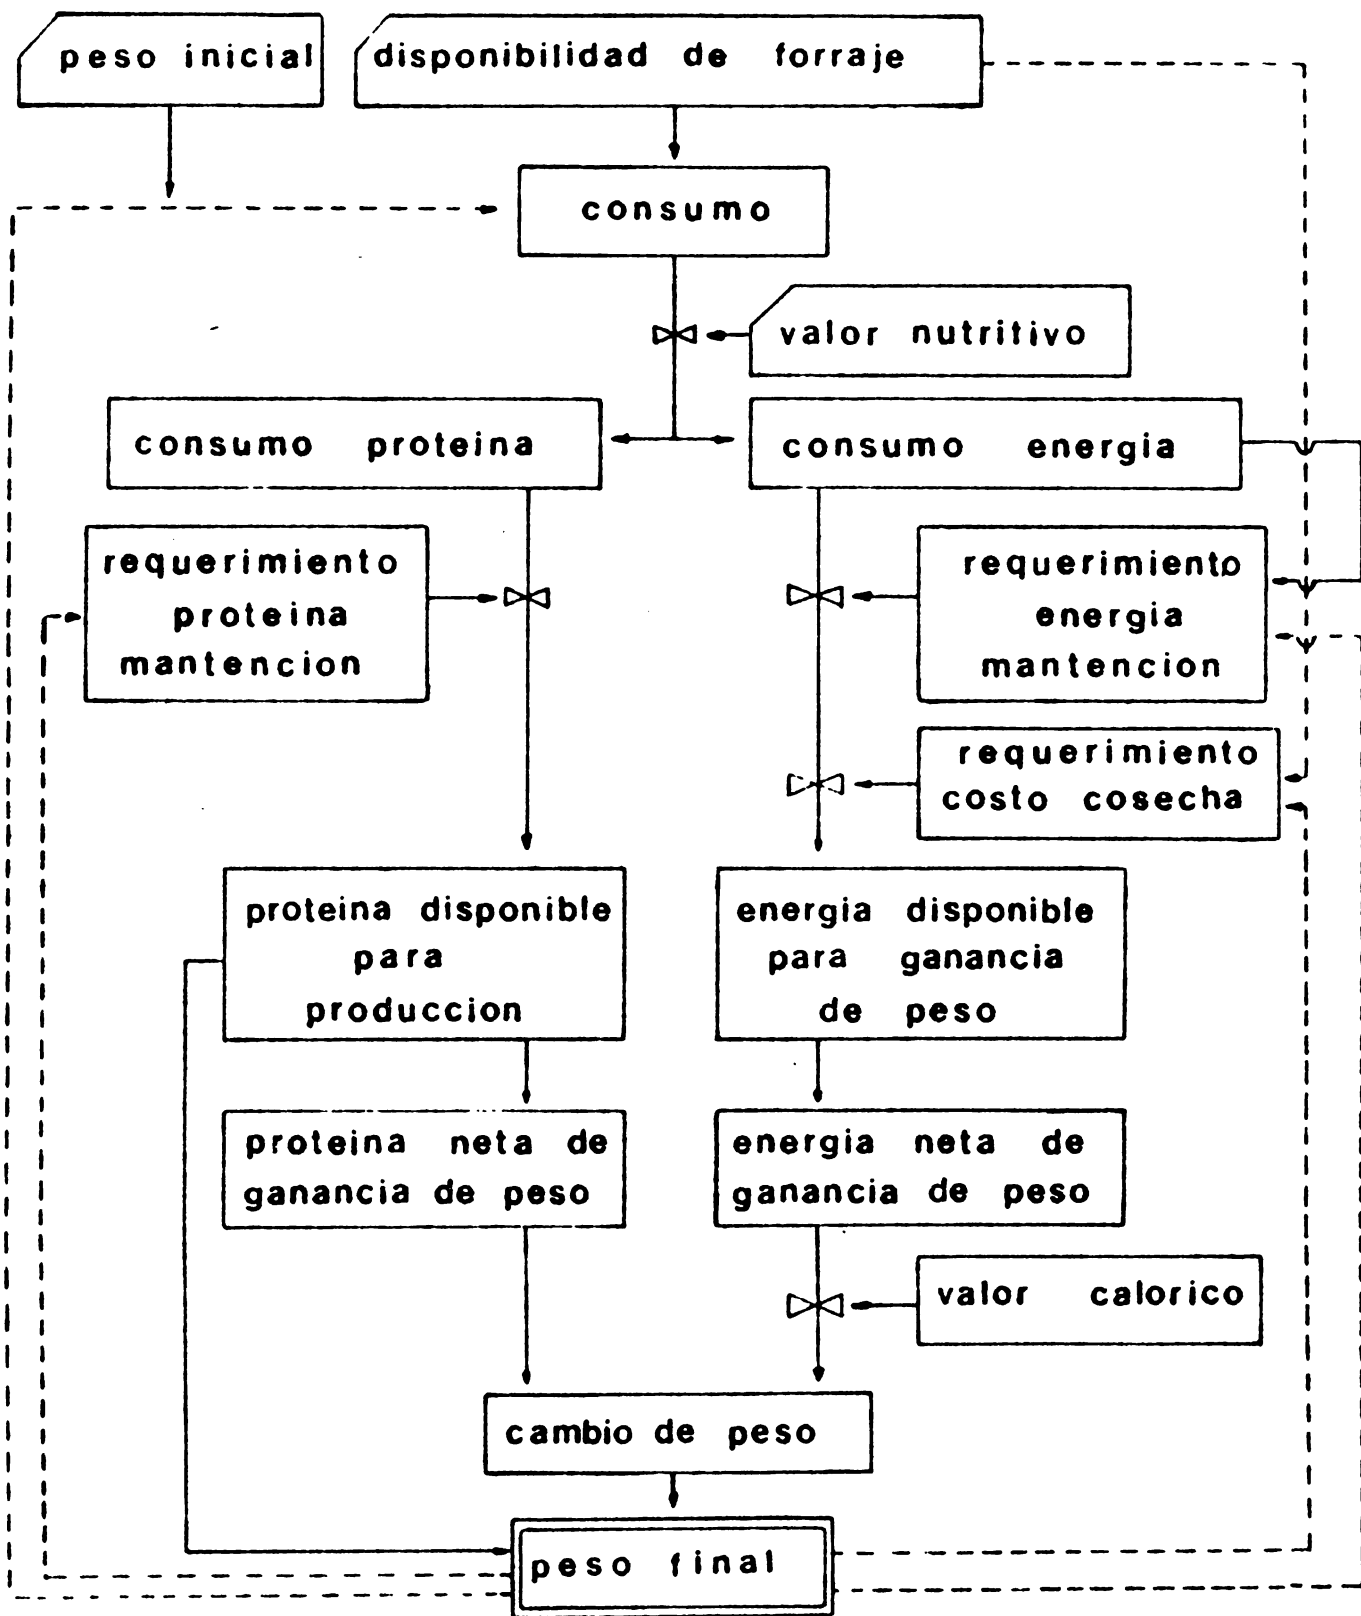 peso inicial
disponibilidad de forraje
consumo
valor nutritivo
consumo proteina
consumo energia
requerimiento
proteina
mantencion
requerimiento
energia
mantencion
requerimiento
costo cosecha
proteina disponible
para
produccion
energia disponible
para ganancia
de peso
proteina neta de
ganancia de peso
energia neta de
ganancia de peso
valor calorico
cambio de peso
peso final